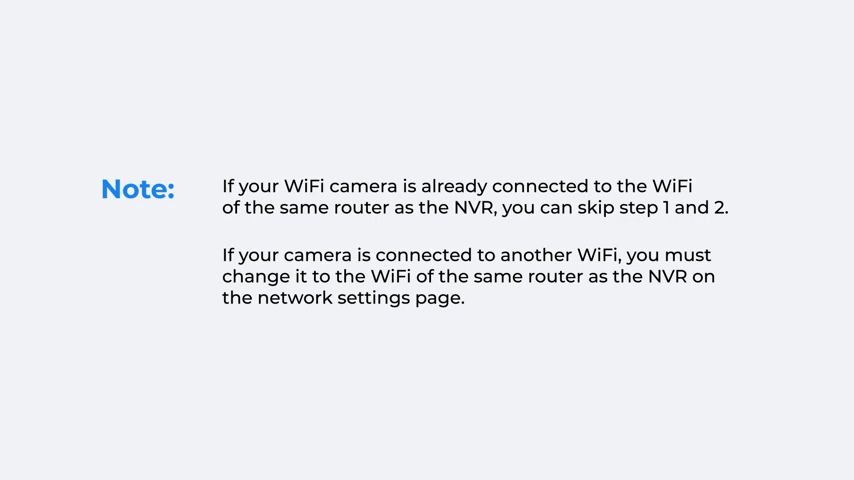 Note:
If your WiFi camera is already connected to the WiFi
of the same router as the NVR, you can skip step 1 and 2.
If your camera is connected to another WiFi, you must
change it to the WiFi of the same router as the NVR on
the network settings page.